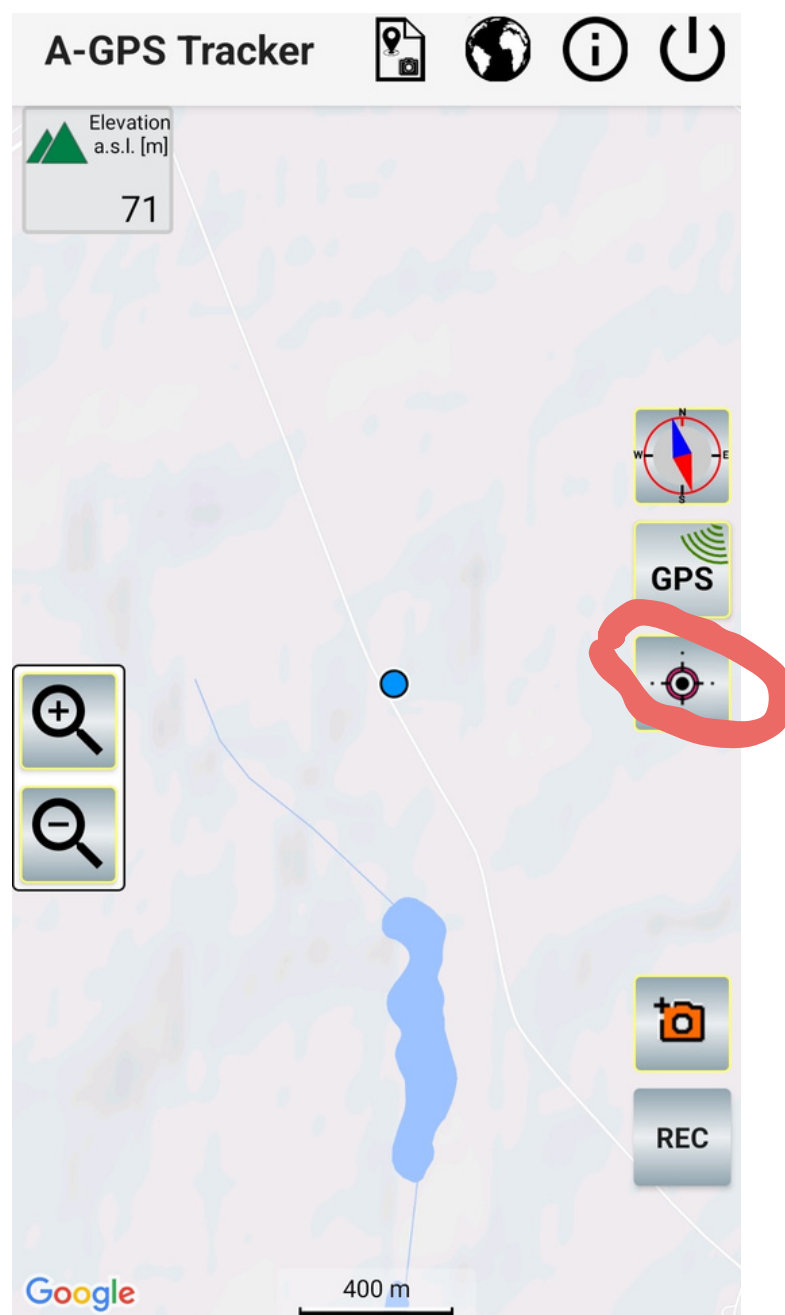 A-GPS Tracker
Elevation
a.s.l. [m]
71
N
W E
S
GPS
REC
Google
400 m